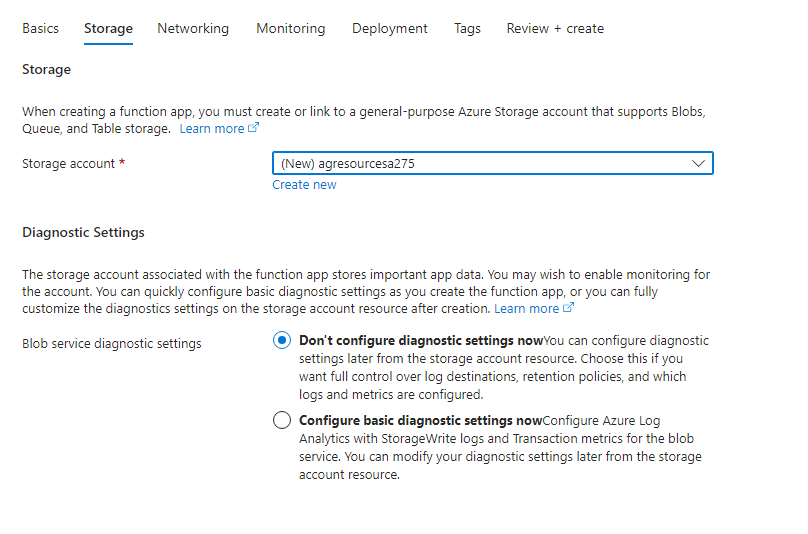 Basics Storage Networking Monitoring Deployment Tags Review + create
Storage
When creating a function app, you must create or link to a general-purpose Azure Storage account that supports Blobs,
Queue, and Table storage. Learn more
Storage account *
(New) agresourcesa275
Create new
Diagnostic Settings
The storage account associated with the function app stores important app data. You may wish to enable monitoring for
the account. You can quickly configure basic diagnostic settings as you create the function app, or you can fully
customize the diagnostics settings on the storage account resource after creation. Learn more
Blob service diagnostic settings
Don't configure diagnostic settings nowYou can configure diagnostic
settings later from the storage account resource. Choose this if you
want full control over log destinations, retention policies, and which
logs and metrics are configured.
Configure basic diagnostic settings nowConfigure Azure Log
Analytics with StorageWrite logs and Transaction metrics for the blob
service. You can modify your diagnostic settings later from the storage
account resource.